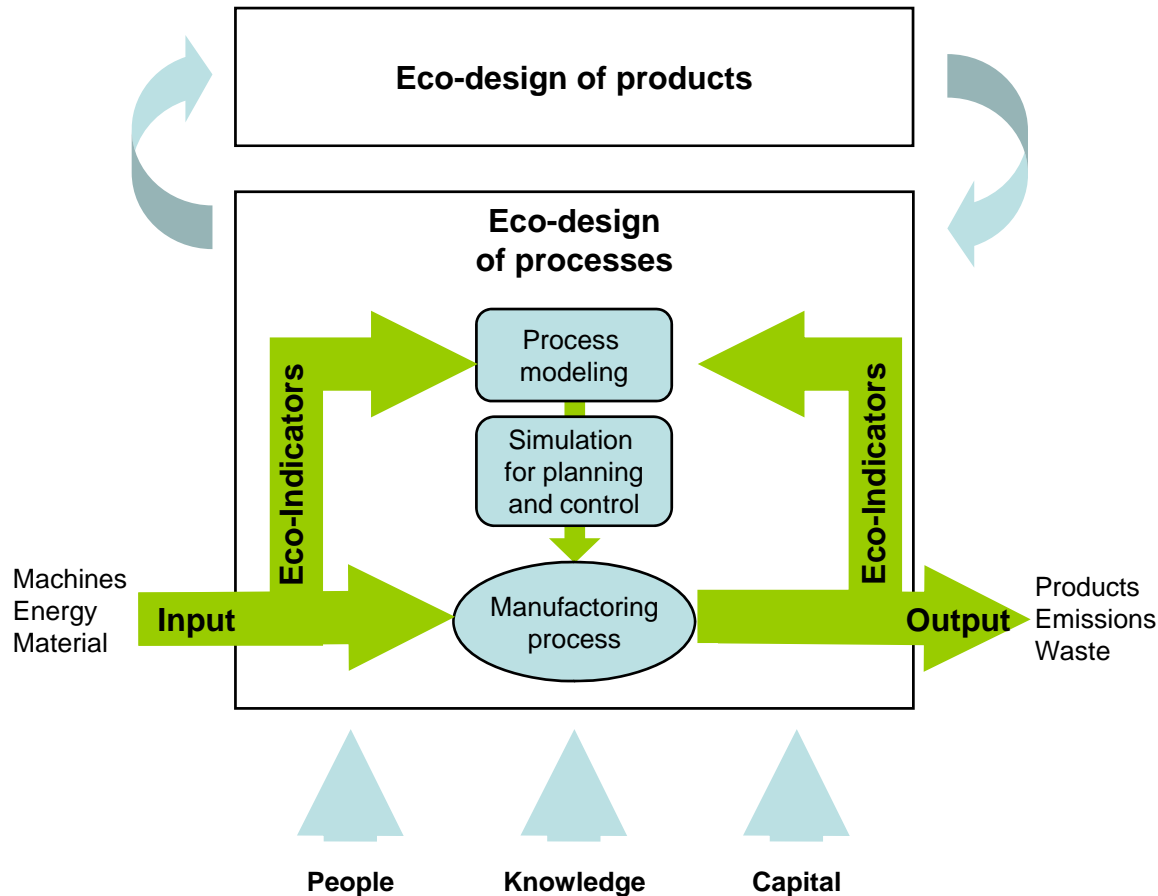 Eco-design of products
Eco-design
of processes
Process
modeling
Simulation
for planning
and control
Eco-Indicators
Eco-Indicators
Machines
Energy
Material
Input
Manufactoring
process
Output
Products
Emissions
Waste
People
Knowledge
Capital